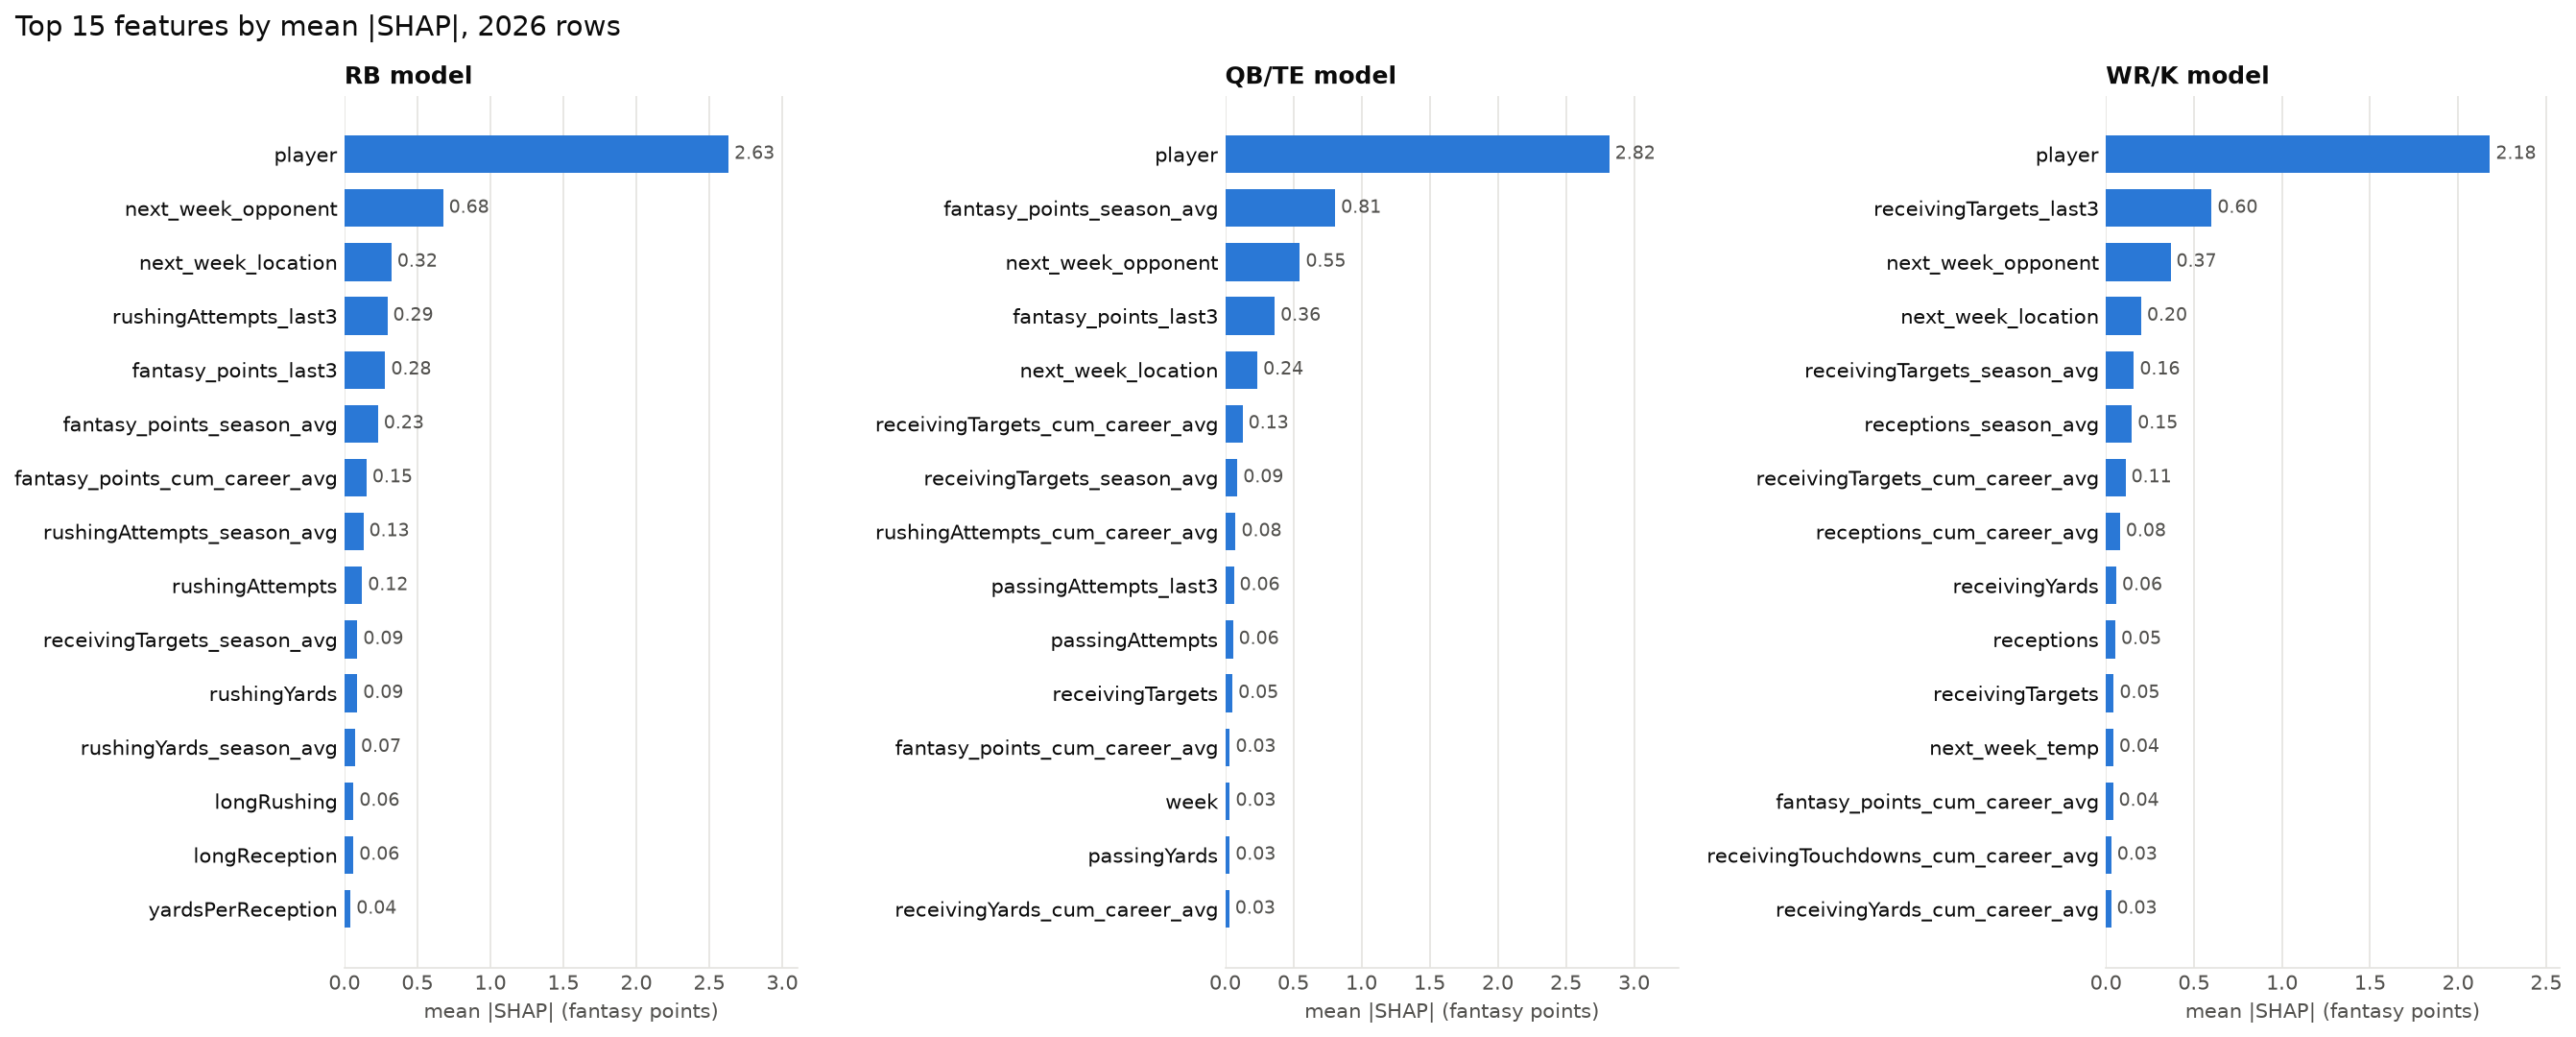 Top 15 features by mean |SHAP|, 2026 rows
RB model
player 2.63
next_week_opponent 0.68
next_week_location 0.32
rushingAttempts_last3 0.29
fantasy_points_last3 0.28
fantasy_points_season_avg 0.23
fantasy_points_cum_career_avg 0.15
rushingAttempts_season_avg 0.13
rushingAttempts 0.12
receivingTargets_season_avg 0.09
rushingYards 0.09
rushingYards_season_avg 0.07
longRushing 0.06
longReception 0.06
yardsPerReception 0.04
0.0 0.5 1.0 1.5 2.0 2.5 3.0
mean |SHAP| (fantasy points)
QB/TE model
player 2.82
fantasy_points_season_avg 0.81
next_week_opponent 0.55
fantasy_points_last3 0.36
next_week_location 0.24
receivingTargets_cum_career_avg 0.13
receivingTargets_season_avg 0.09
rushingAttempts_cum_career_avg 0.08
passingAttempts_last3 0.06
passingAttempts 0.06
receivingTargets 0.05
fantasy_points_cum_career_avg 0.03
week 0.03
passingYards 0.03
receivingYards_cum_career_avg 0.03
0.0 0.5 1.0 1.5 2.0 2.5 3.0
mean |SHAP| (fantasy points)
WR/K model
player 2.18
receivingTargets_last3 0.60
next_week_opponent 0.37
next_week_location 0.20
receivingTargets_season_avg 0.16
receptions_season_avg 0.15
receivingTargets_cum_career_avg 0.11
receptions_cum_career_avg 0.08
receivingYards 0.06
receptions 0.05
receivingTargets 0.05
next_week_temp 0.04
fantasy_points_cum_career_avg 0.04
receivingTouchdowns_cum_career_avg 0.03
receivingYards_cum_career_avg 0.03
0.0 0.5 1.0 1.5 2.0 2.5
mean |SHAP| (fantasy points)